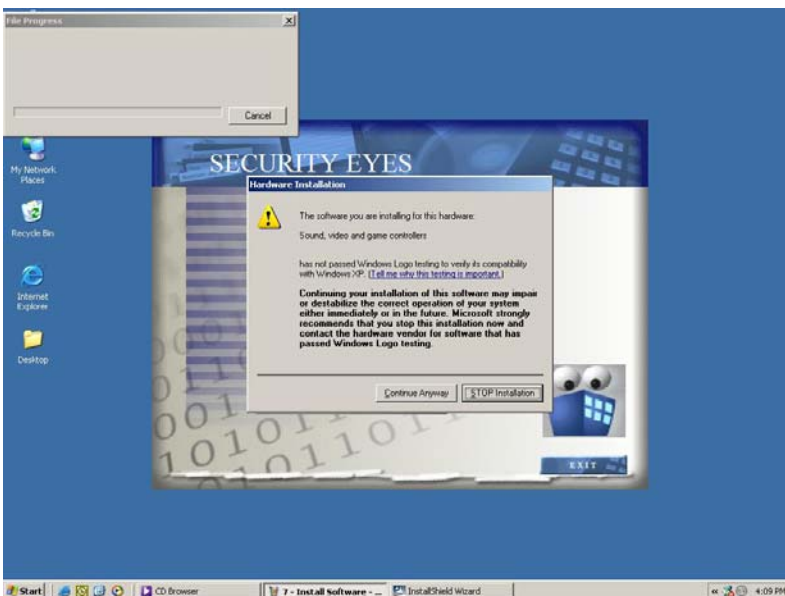 File Progress
Cancel
My Network
Places
Recycle Bin
Internet
Explorer
Desktop
SECURITY EYES
Hardware Installation
The software you are installing for this hardware:
Sound, video and game controllers
has not passed Windows Logo testing to verify its compatibility
with Windows XP. (Tell me why this testing is important.)
Continuing your installation of this software may impair
or destabilize the correct operation of your system
either immediately or in the future. Microsoft strongly
recommends that you stop this installation now and
contact the hardware vendor for software that has
passed Windows Logo testing.
Continue Anyway
STOP Installation
EXIT
Start
CD Browser
7 - Install Software - ...
InstallShield Wizard
4:09 PM